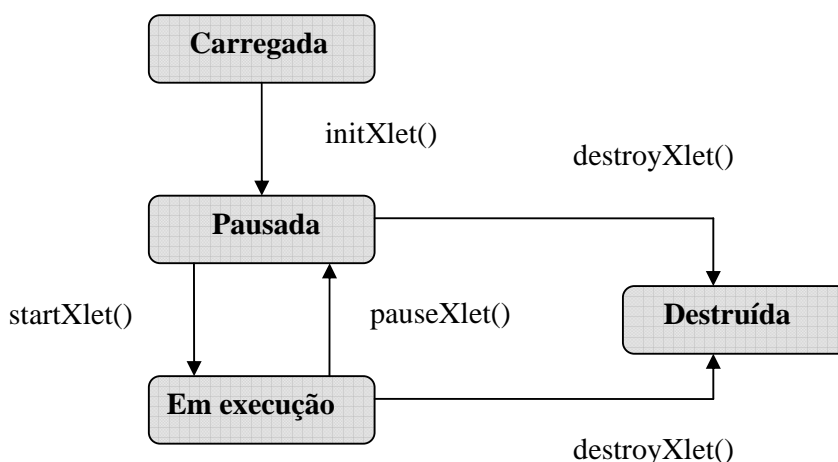 Carregada
initXlet()
destroyXlet()
Pausada
startXlet()
pauseXlet()
Destruída
Em execução
destroyXlet()